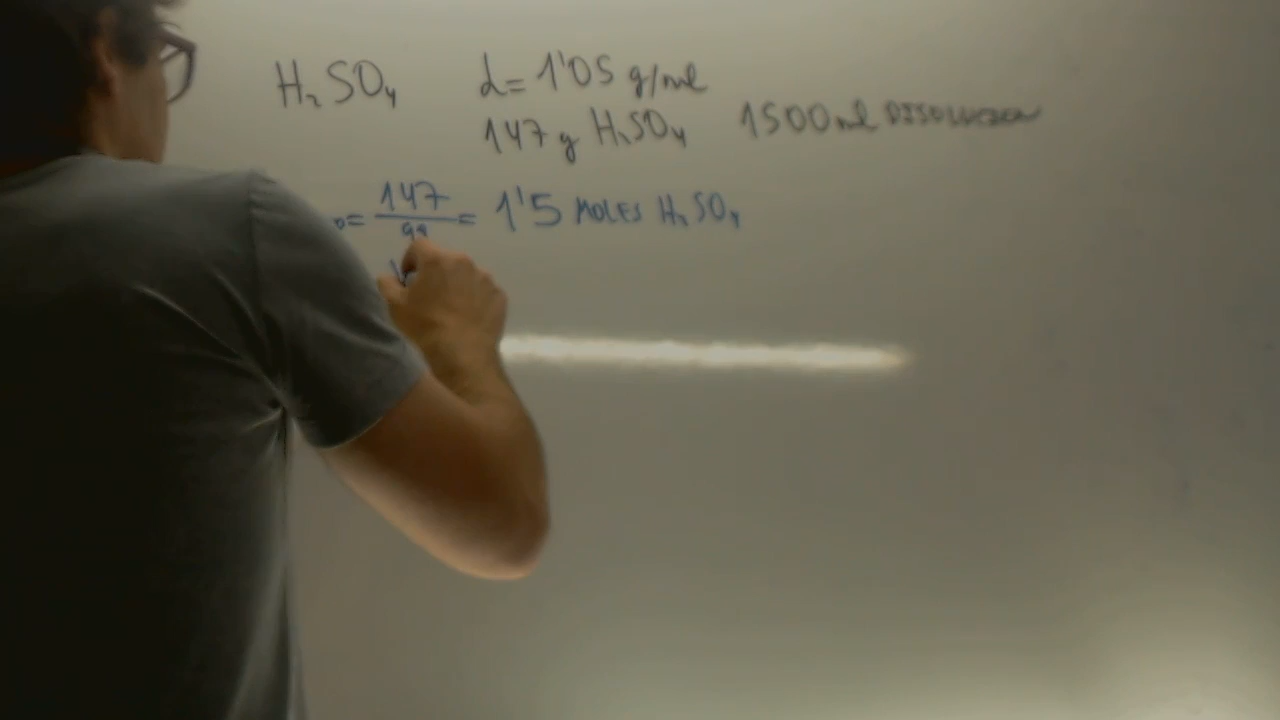 H₂SO₄ d= 1'05 g/ml
147 g H₂SO₄ 1500 ml DISOLUCION
= 147/98 = 1'5 MOLES H₂SO₄